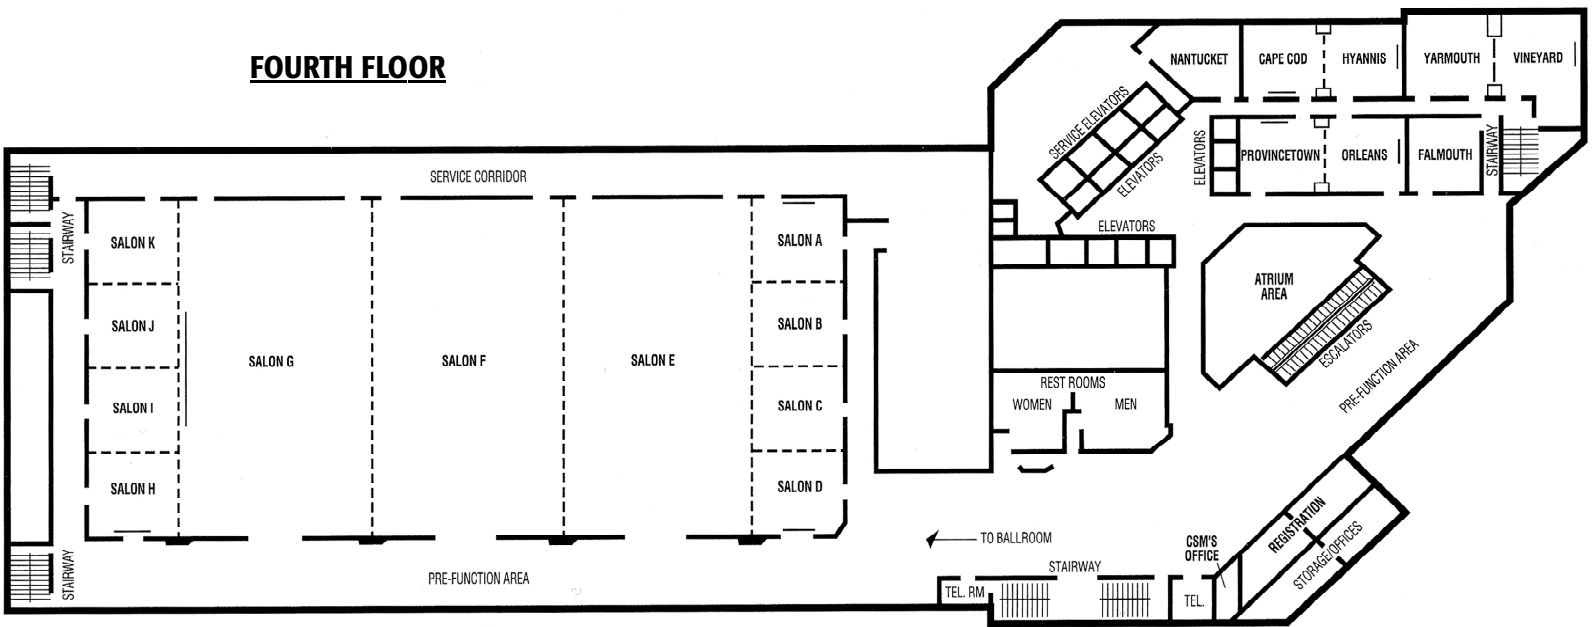 FOURTH FLOOR
NANTUCKET
CAPE COD
HYANNIS
YARMOUTH
VINEYARD
SERVICE ELEVATORS
ELEVATORS
ELEVATORS
PROVINCETOWN
ORLEANS
FALMOUTH
STAIRWAY
SERVICE CORRIDOR
STAIRWAY
ELEVATORS
SALON K
SALON A
ATRIUM
AREA
SALON J
SALON B
SALON G
SALON F
SALON E
ESCALATORS
PRE-FUNCTION AREA
REST ROOMS
WOMEN
MEN
SALON I
SALON C
SALON H
SALON D
REGISTRATION
STORAGE/OFFICES
TO BALLROOM
CSM'S
OFFICE
STAIRWAY
STAIRWAY
PRE-FUNCTION AREA
TEL. RM
TEL.